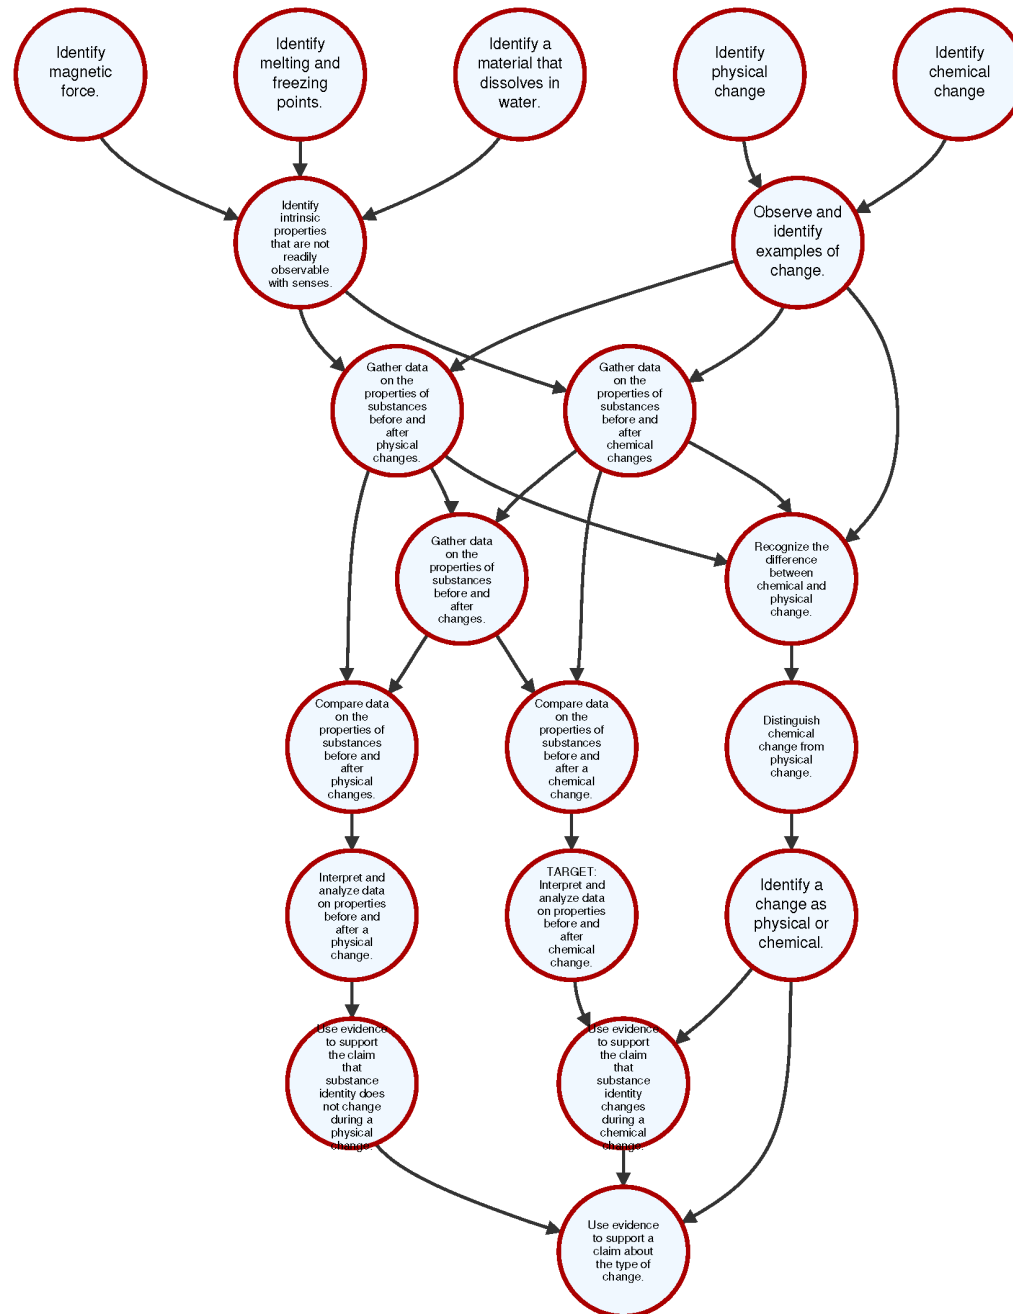 Identify
magnetic
force.
Identify
melting and
freezing
points.
Identify a
material that
dissolves in
water.
Identify
physical
change
Identify
chemical
change
Identify
intrinsic
properties
that are not
readily
observable
with senses.
Observe and
identify
examples of
change.
Gather data
on the
properties of
substances
before and
after
physical
changes.
Gather data
on the
properties of
substances
before and
after
chemical
changes
Gather data
on the
properties of
substances
before and
after
changes.
Recognize the
difference
between
chemical and
physical
change.
Compare data
on the
properties of
substances
before and
after
physical
changes.
Compare data
on the
properties of
substances
before and
after a
chemical
change.
Distinguish
chemical
change from
physical
change.
Interpret and
analyze data
on properties
before and
after a
physical
change.
TARGET:
Interpret and
analyze data
on properties
before and
after
chemical
change.
Identify a
change as
physical or
chemical.
Use evidence
to support
the claim
that
substance
identity does
not change
during a
physical
change.
Use evidence
to support
the claim
that
substance
identity
changes
during a
chemical
change.
Use evidence
to support a
claim about
the type of
change.